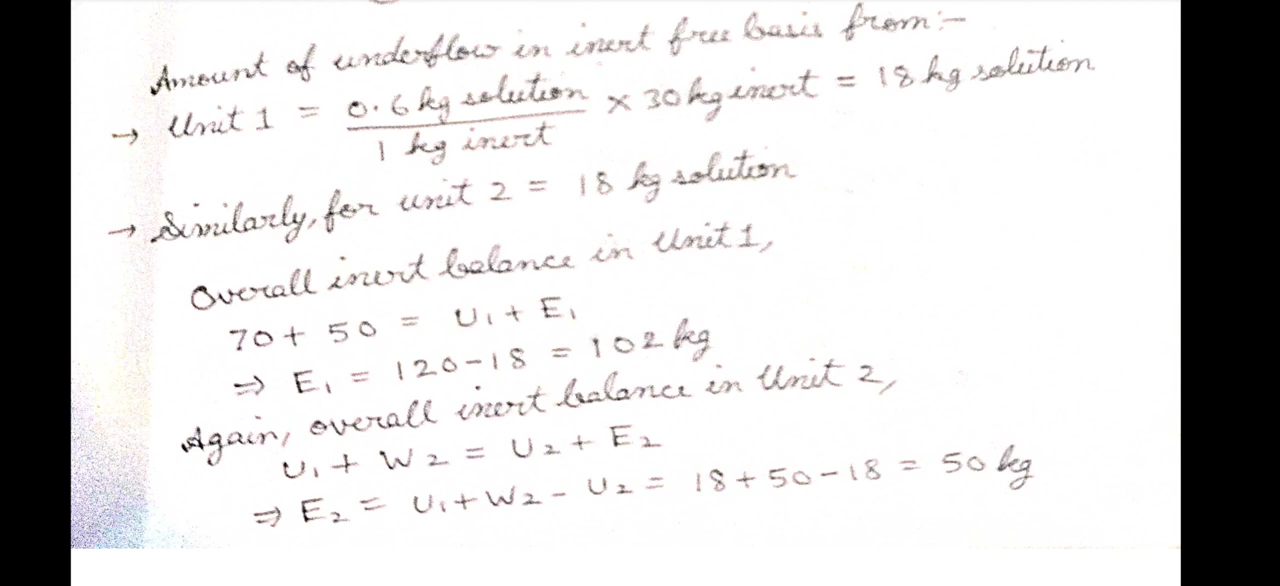 Amount of underflow in inert free basis from:-
→ Unit 1 = 0.6 kg solution / 1 kg inert × 30 kg inert = 18 kg solution
→ Similarly, for unit 2 = 18 kg solution
Overall inert balance in Unit 1,
70 + 50 = U₁ + E₁
⇒ E₁ = 120 - 18 = 102 kg
Again, overall inert balance in Unit 2,
U₁ + W₂ = U₂ + E₂
⇒ E₂ = U₁ + W₂ - U₂ = 18 + 50 - 18 = 50 kg